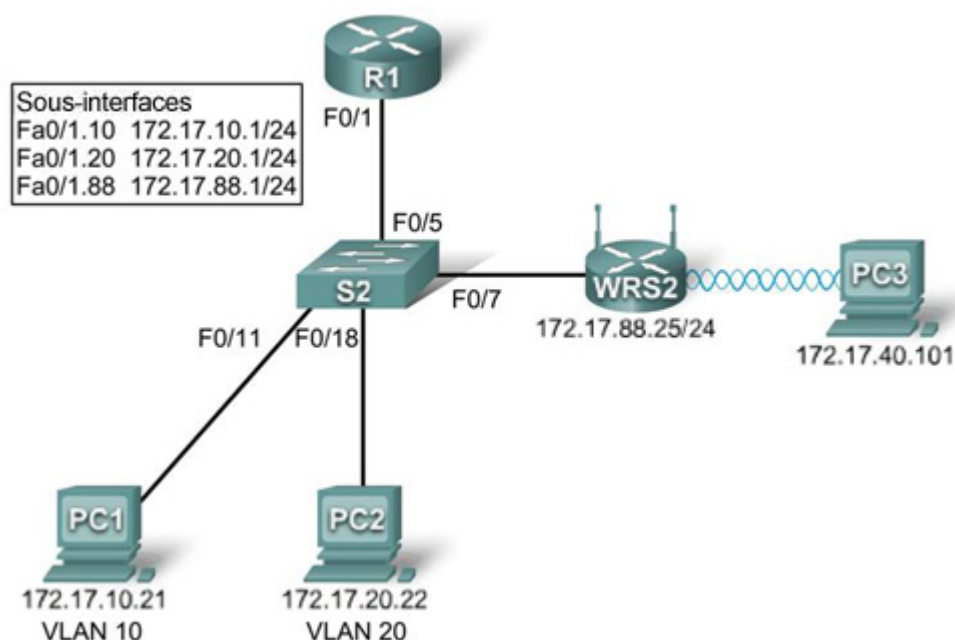 R1
F0/1
Sous-interfaces
Fa0/1.10 172.17.10.1/24
Fa0/1.20 172.17.20.1/24
Fa0/1.88 172.17.88.1/24
F0/5
S2
F0/7
WRS2
172.17.88.25/24
PC3
172.17.40.101
F0/11
F0/18
PC1
172.17.10.21
VLAN 10
PC2
172.17.20.22
VLAN 20